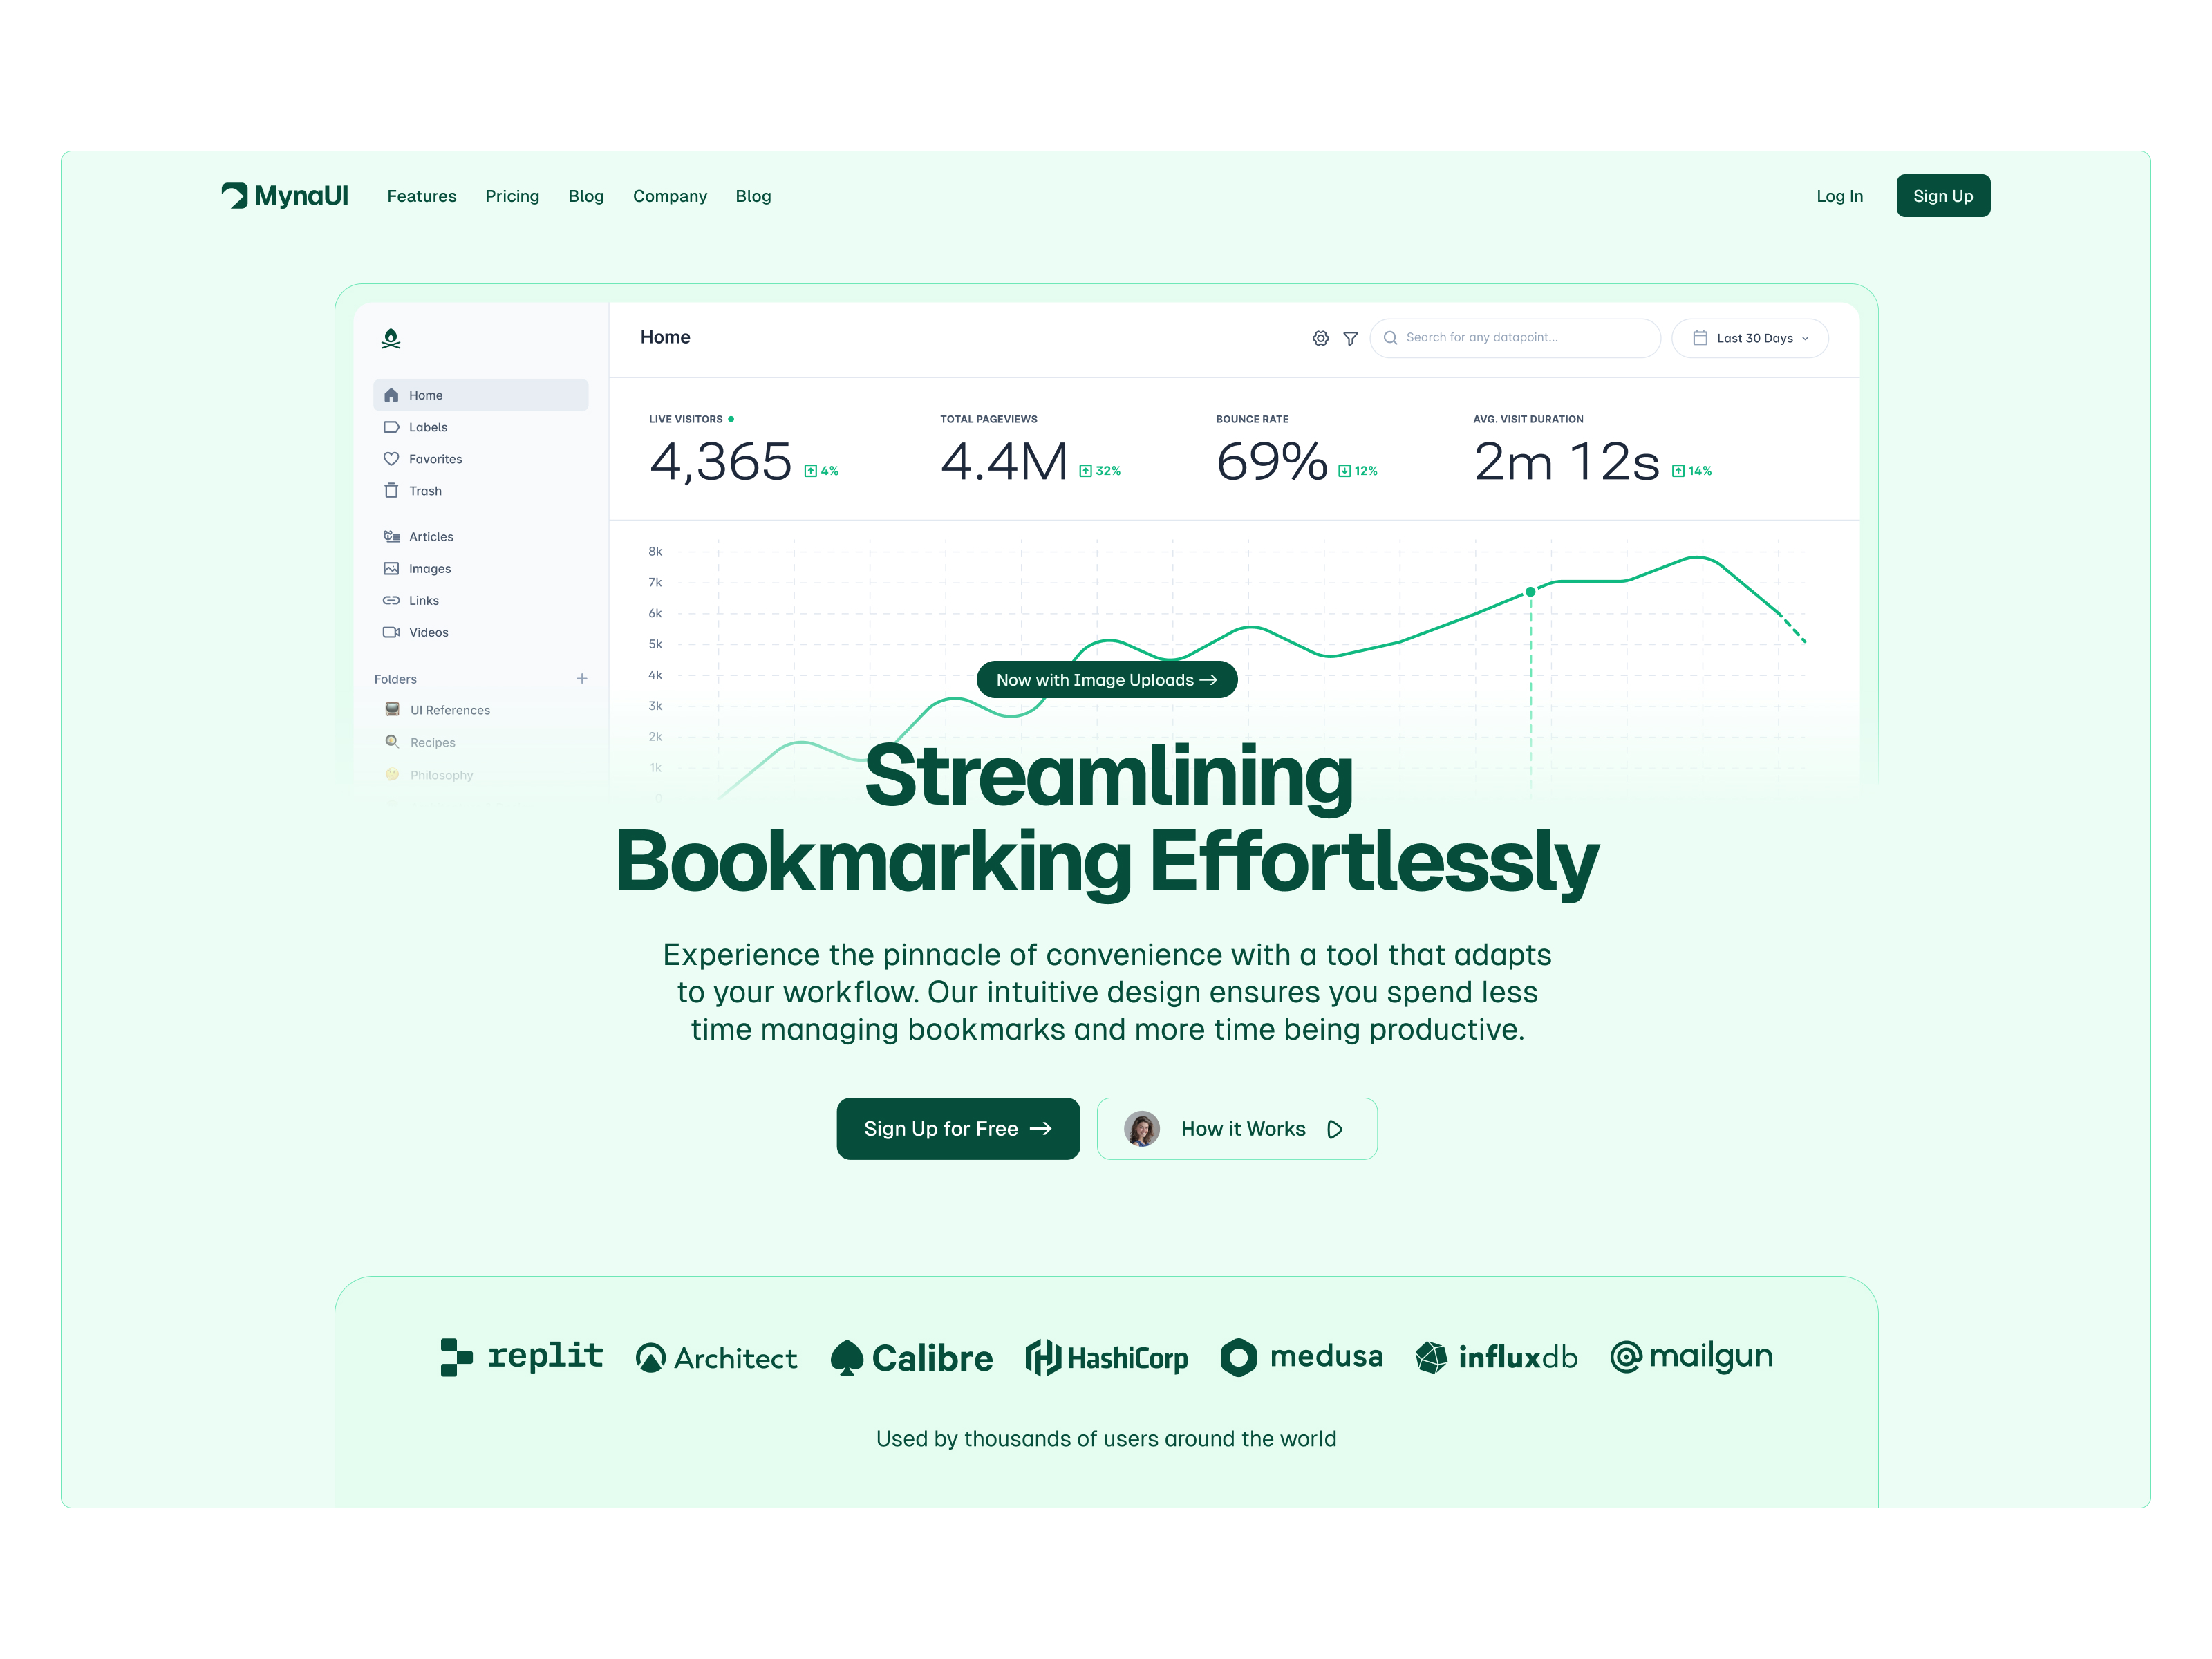 MynaUI Features Pricing Blog Company Blog Log In Sign Up
Home
Labels
Favorites
Trash
Articles
Images
Links
Videos
Folders
UI References
Recipes
Philosophy
Home Search for any datapoint... Last 30 Days
LIVE VISITORS TOTAL PAGEVIEWS BOUNCE RATE AVG. VISIT DURATION
4,365 4% 4.4M 32% 69% 12% 2m 12s 14%
8k
7k
6k
5k
4k
3k
2k
1k
0
Now with Image Uploads →
Streamlining
Bookmarking Effortlessly
Experience the pinnacle of convenience with a tool that adapts
to your workflow. Our intuitive design ensures you spend less
time managing bookmarks and more time being productive.
Sign Up for Free → How it Works
replit Architect Calibre HashiCorp medusa influxdb mailgun
Used by thousands of users around the world